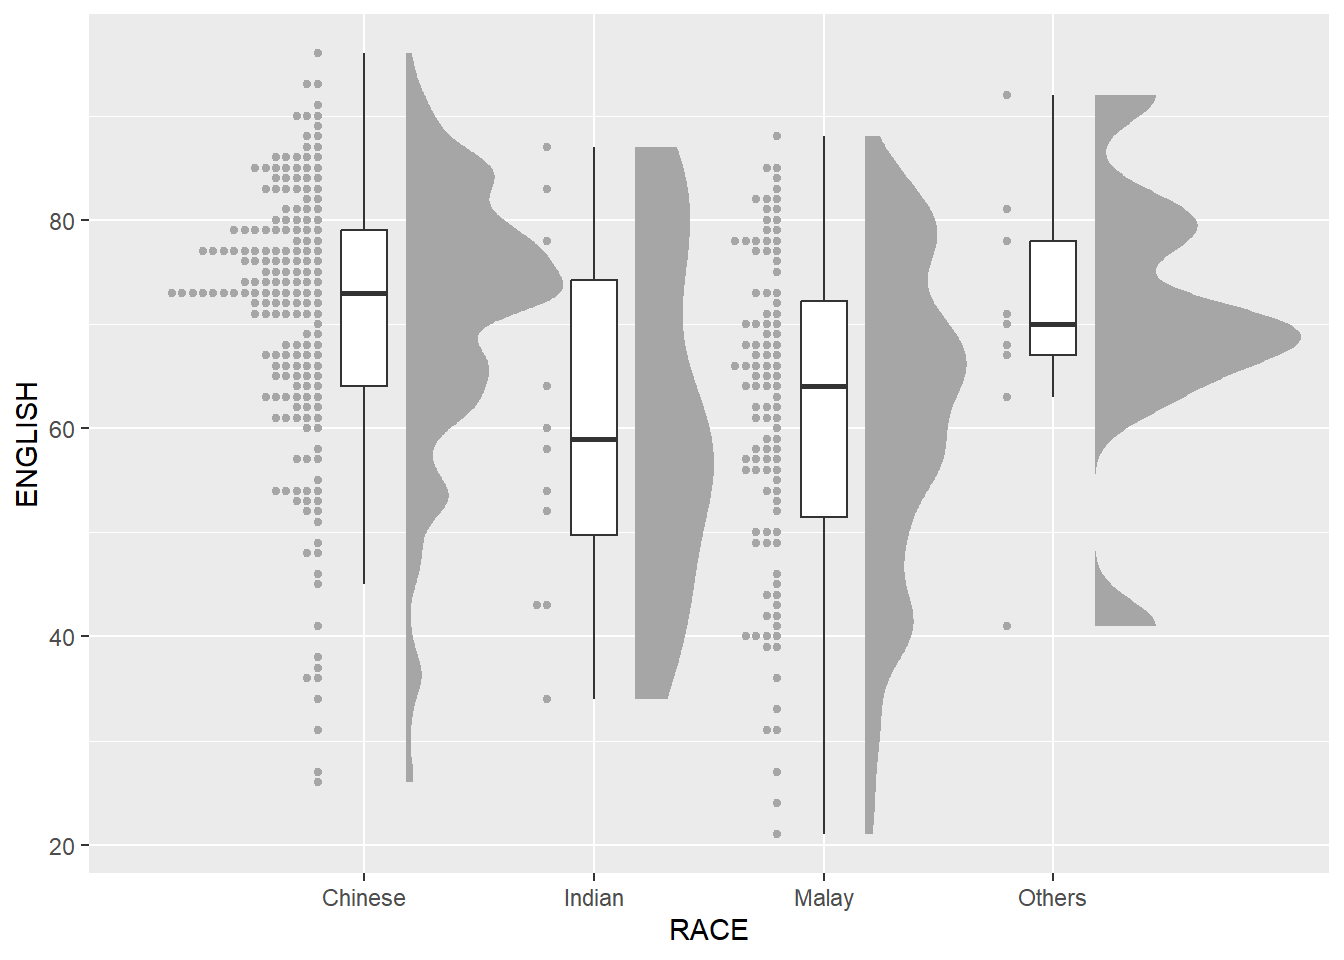 ENGLISH
80
60
40
20
Chinese Indian Malay Others
RACE